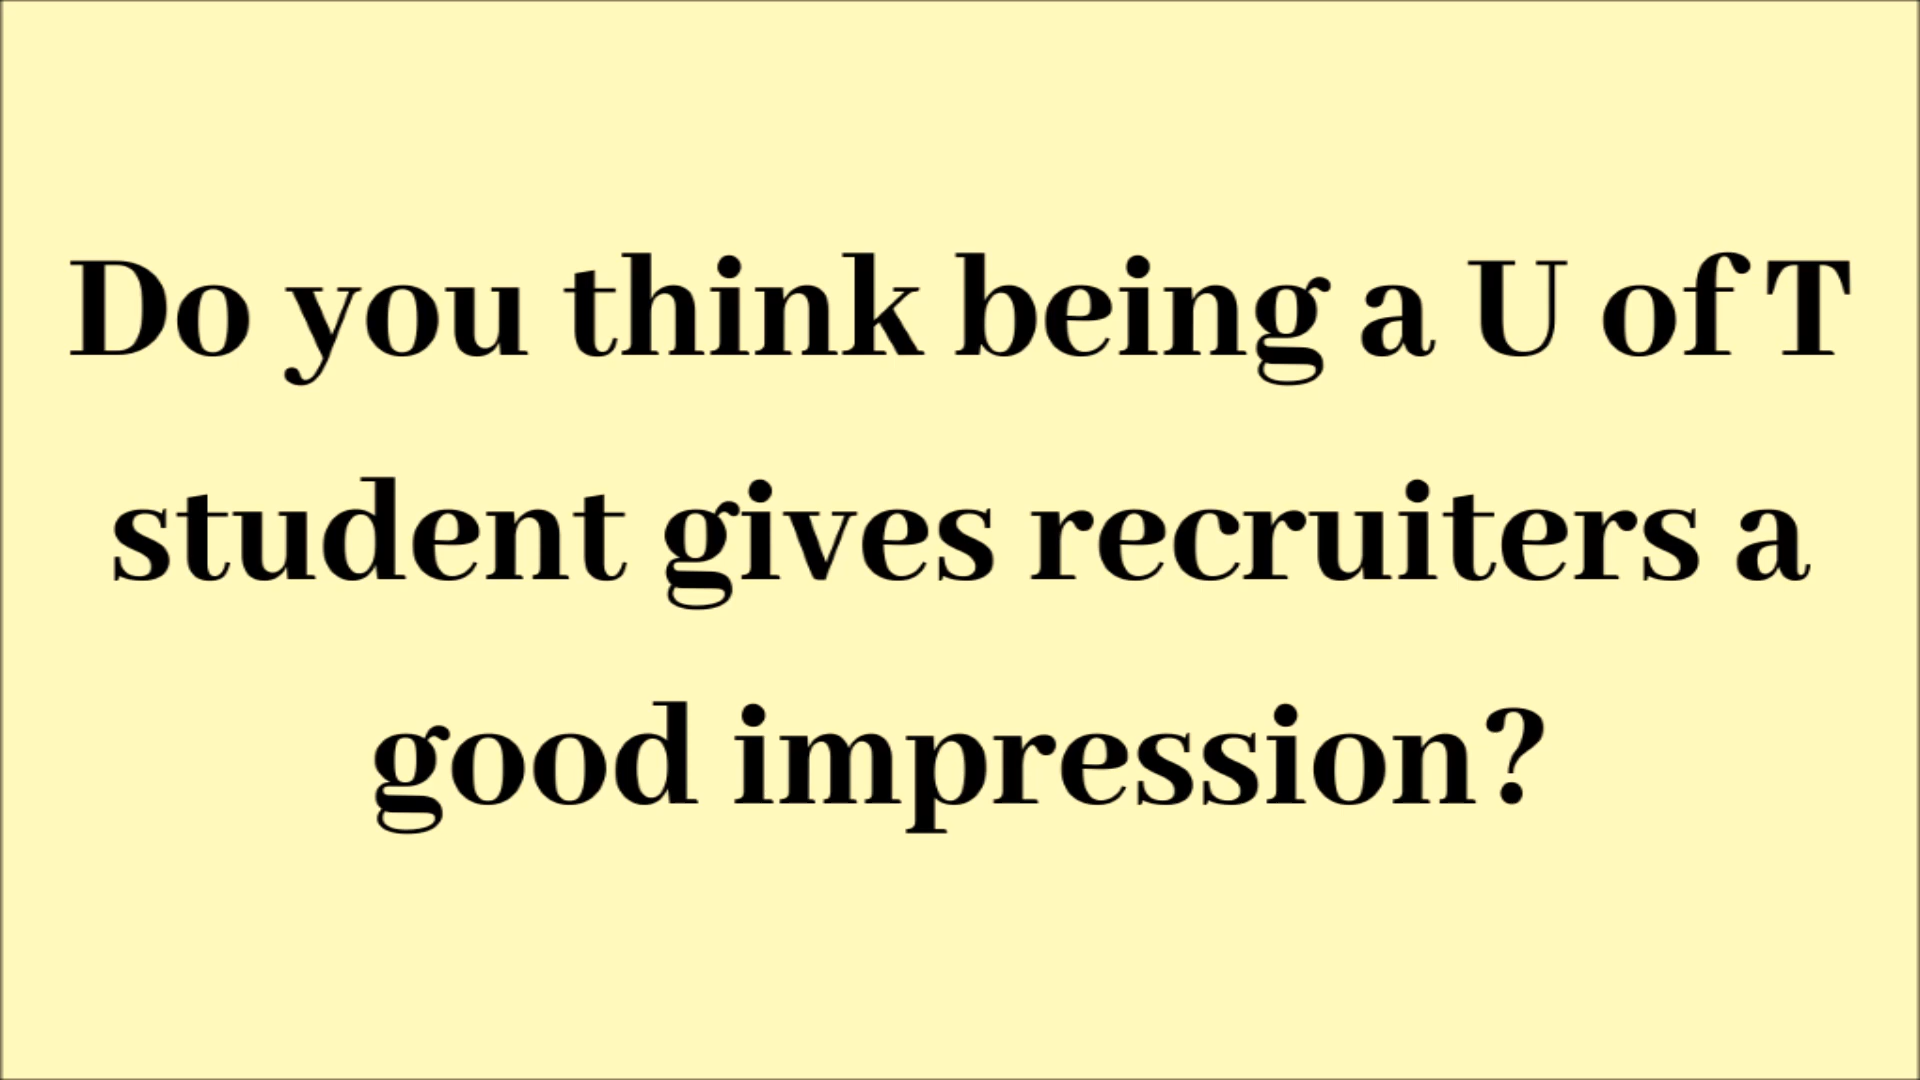 Do you think being a U of T
student gives recruiters a
good impression?